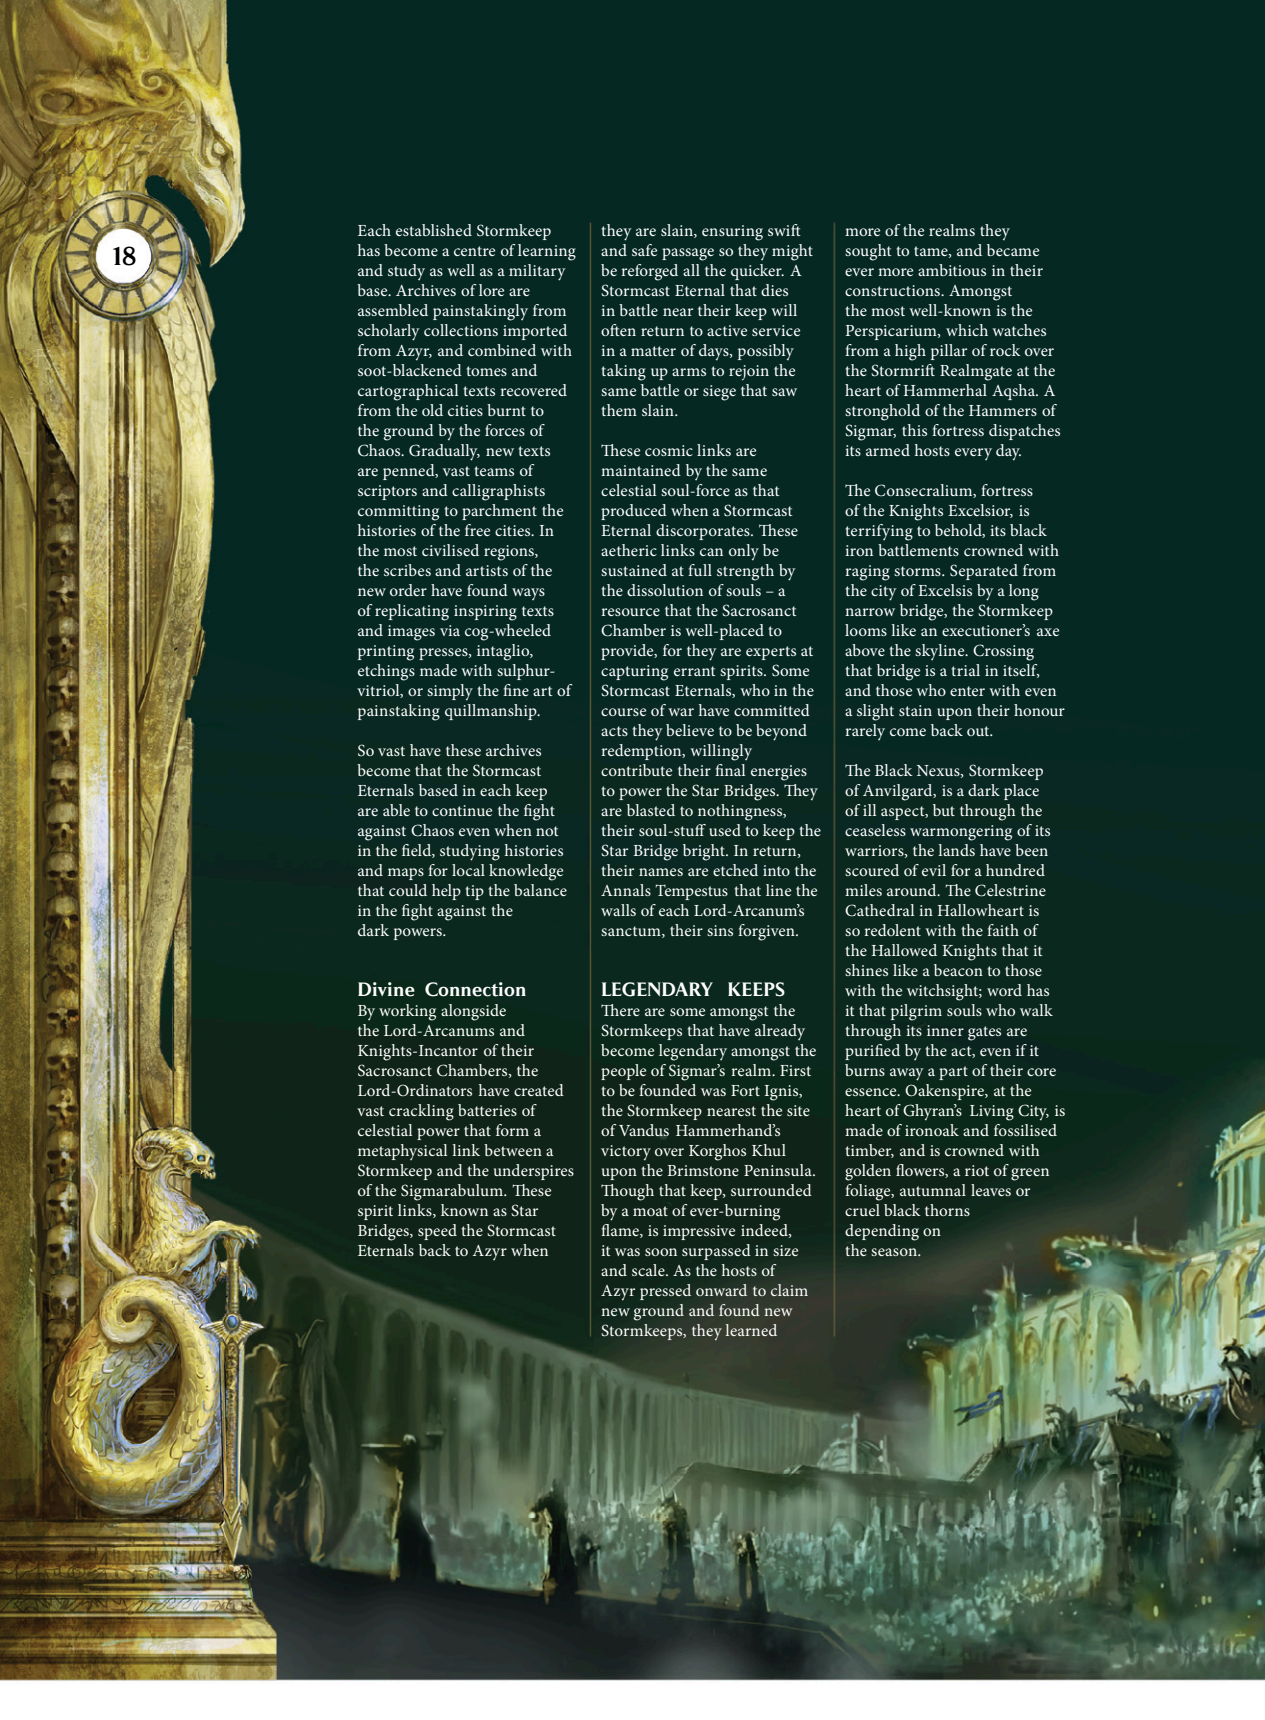 18
Each established Stormkeep
has become a centre of learning
and study as well as a military
base. Archives of lore are
assembled painstakingly from
scholarly collections imported
from Azyr, and combined with
soot-blackened tomes and
cartographical texts recovered
from the old cities burnt to
the ground by the forces of
Chaos. Gradually, new texts
are penned, vast teams of
scriptors and calligraphists
committing to parchment the
histories of the free cities. In
the most civilised regions,
the scribes and artists of the
new order have found ways
of replicating inspiring texts
and images via cog-wheeled
printing presses, intaglio,
etchings made with sulphur-
vitriol, or simply the fine art of
painstaking quillmanship.
So vast have these archives
become that the Stormcast
Eternals based in each keep
are able to continue the fight
against Chaos even when not
in the field, studying histories
and maps for local knowledge
that could help tip the balance
in the fight against the
dark powers.
Divine Connection
By working alongside
the Lord-Arcanums and
Knights-Incantor of their
Sacrosanct Chambers, the
Lord-Ordinators have created
vast crackling batteries of
celestial power that form a
metaphysical link between a
Stormkeep and the underspires
of the Sigmarabulum. These
spirit links, known as Star
Bridges, speed the Stormcast
Eternals back to Azyr when
they are slain, ensuring swift
and safe passage so they might
be reforged all the quicker. A
Stormcast Eternal that dies
in battle near their keep will
often return to active service
in a matter of days, possibly
taking up arms to rejoin the
same battle or siege that saw
them slain.
These cosmic links are
maintained by the same
celestial soul-force as that
produced when a Stormcast
Eternal discorporates. These
aetheric links can only be
sustained at full strength by
the dissolution of souls – a
resource that the Sacrosanct
Chamber is well-placed to
provide, for they are experts at
capturing errant spirits. Some
Stormcast Eternals, who in the
course of war have committed
acts they believe to be beyond
redemption, willingly
contribute their final energies
to power the Star Bridges. They
are blasted to nothingness,
their soul-stuff used to keep the
Star Bridge bright. In return,
their names are etched into the
Annals Tempestus that line the
walls of each Lord-Arcanum's
sanctum, their sins forgiven.
LEGENDARY KEEPS
There are some amongst the
Stormkeeps that have already
become legendary amongst the
people of Sigmar's realm. First
to be founded was Fort Ignis,
the Stormkeep nearest the site
of Vandus Hammerhand's
victory over Korghos Khul
upon the Brimstone Peninsula.
Though that keep, surrounded
by a moat of ever-burning
flame, is impressive indeed,
it was soon surpassed in size
and scale. As the hosts of
Azyr pressed onward to claim
new ground and found new
Stormkeeps, they learned
more of the realms they
sought to tame, and became
ever more ambitious in their
constructions. Amongst
the most well-known is the
Perspicarium, which watches
from a high pillar of rock over
the Stormrift Realmgate at the
heart of Hammerhal Aqsha. A
stronghold of the Hammers of
Sigmar, this fortress dispatches
its armed hosts every day.
The Consecralium, fortress
of the Knights Excelsior, is
terrifying to behold, its black
iron battlements crowned with
raging storms. Separated from
the city of Excelsis by a long
narrow bridge, the Stormkeep
looms like an executioner's axe
above the skyline. Crossing
that bridge is a trial in itself,
and those who enter with even
a slight stain upon their honour
rarely come back out.
The Black Nexus, Stormkeep
of Anvilgard, is a dark place
of ill aspect, but through the
ceaseless warmongering of its
warriors, the lands have been
scoured of evil for a hundred
miles around. The Celestrine
Cathedral in Hallowheart is
so redolent with the faith of
the Hallowed Knights that it
shines like a beacon to those
with the witchsight; word has
it that pilgrim souls who walk
through its inner gates are
purified by the act, even if it
burns away a part of their core
essence. Oakenspire, at the
heart of Ghyran's Living City, is
made of ironoak and fossilised
timber, and is crowned with
golden flowers, a riot of green
foliage, autumnal leaves or
cruel black thorns
depending on
the season.